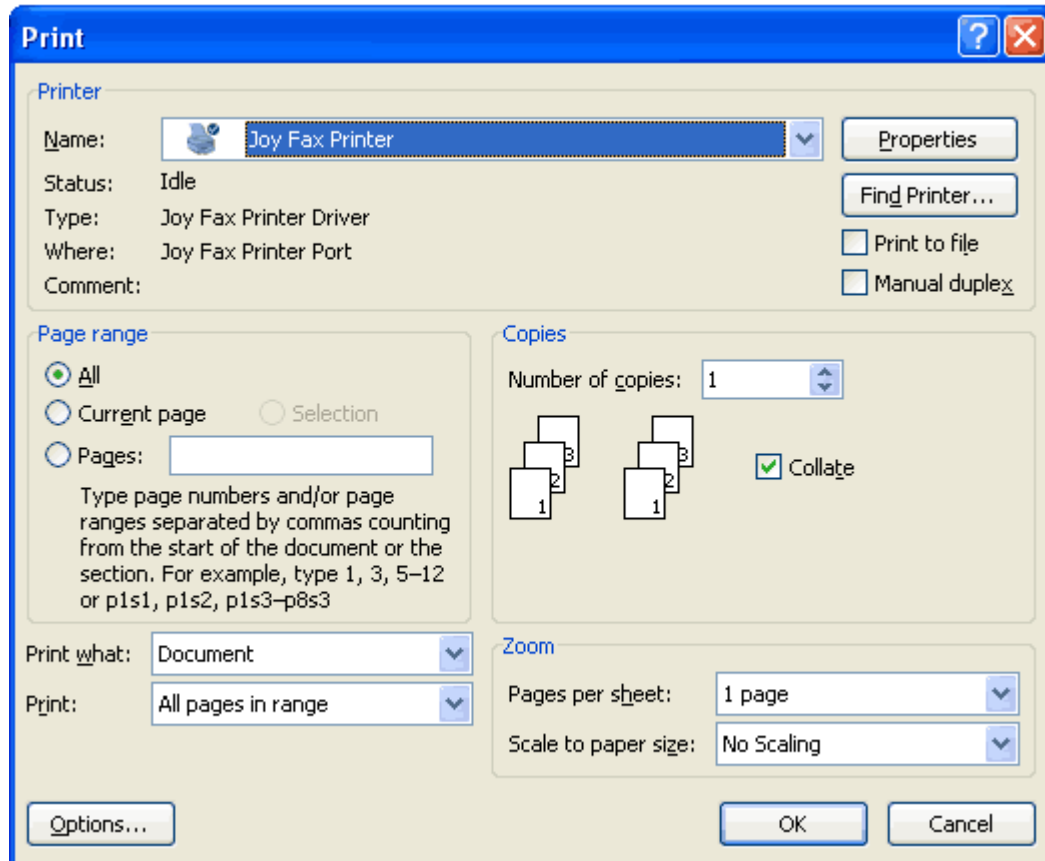 Print
Printer
Name: Joy Fax Printer
Properties
Status: Idle
Find Printer...
Type: Joy Fax Printer Driver
Where: Joy Fax Printer Port
Print to file
Comment:
Manual duplex
Page range
All
Current page Selection
Pages:
Type page numbers and/or page
ranges separated by commas counting
from the start of the document or the
section. For example, type 1, 3, 5–12
or p1s1, p1s2, p1s3–p8s3
Copies
Number of copies: 1
3 3
2 2
1 1
Collate
Print what: Document
Print: All pages in range
Zoom
Pages per sheet: 1 page
Scale to paper size: No Scaling
Options...
OK
Cancel